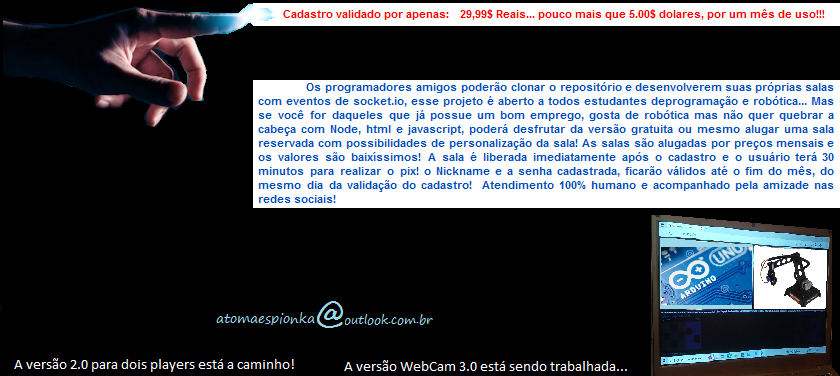 Cadastro validado por apenas: 29,99$ Reais... pouco mais que 5.00$ dolares, por um mês de uso!!!
Os programadores amigos poderão clonar o repositório e desenvolverem suas próprias salas
com eventos de socket.io, esse projeto é aberto a todos estudantes deprogramação e robótica... Mas
se você for daqueles que já possue um bom emprego, gosta de robótica mas não quer quebrar a
cabeça com Node, html e javascript, poderá desfrutar da versão gratuita ou mesmo alugar uma sala
reservada com possibilidades de personalização da sala! As salas são alugadas por preços mensais e
os valores são baixíssimos! A sala é liberada imediatamente após o cadastro e o usuário terá 30
minutos para realizar o pix! o Nickname e a senha cadastrada, ficarão válidos até o fim do mês, do
mesmo dia da validação do cadastro! Atendimento 100% humano e acompanhado pela amizade nas
redes sociais!
UNO
ARDUINO
atomaespionka@outlook.com.br
A versão 2.0 para dois players está a caminho!
A versão WebCam 3.0 está sendo trabalhada...